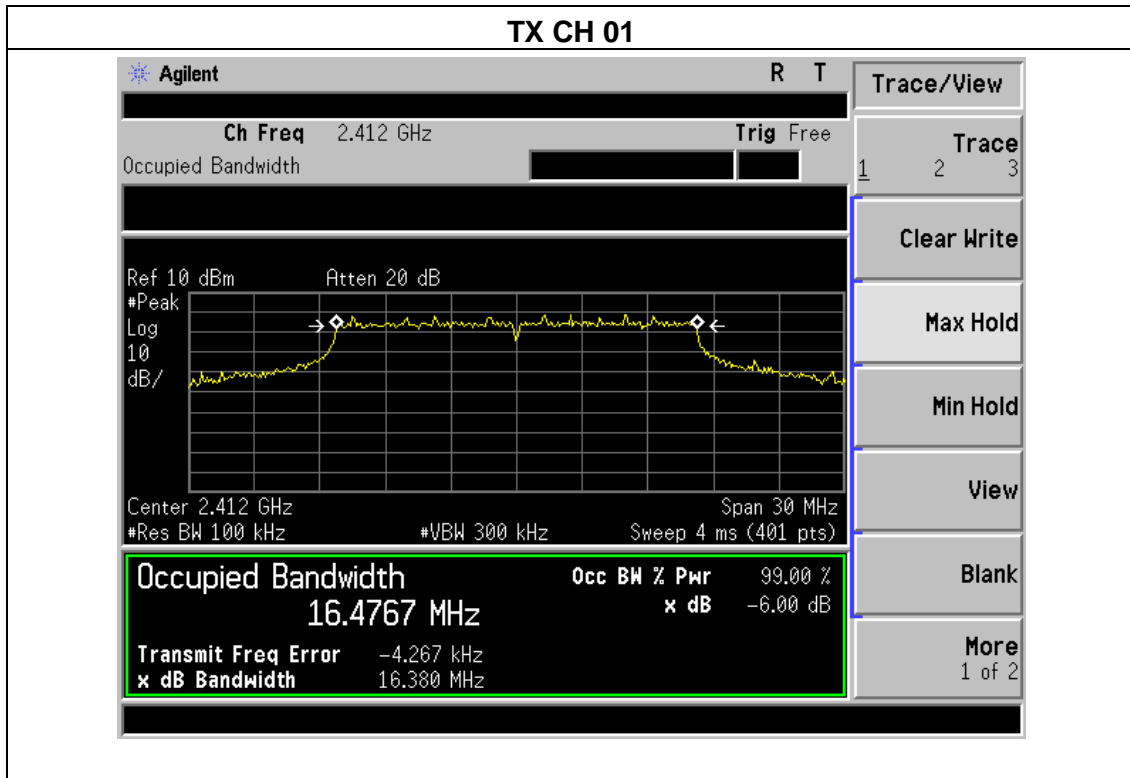 TX CH 01
Agilent R T
Trace/View
Ch Freq 2.412 GHz Trig Free
Occupied Bandwidth
Trace
1 2 3
Clear Write
Ref 10 dBm Atten 20 dB
#Peak
Log
10
dB/
Max Hold
Min Hold
View
Center 2.412 GHz Span 30 MHz
#Res BW 100 kHz #VBW 300 kHz Sweep 4 ms (401 pts)
Occupied Bandwidth Occ BW % Pwr 99.00 %
16.4767 MHz x dB -6.00 dB
Blank
Transmit Freq Error -4.267 kHz
x dB Bandwidth 16.380 MHz
More
1 of 2